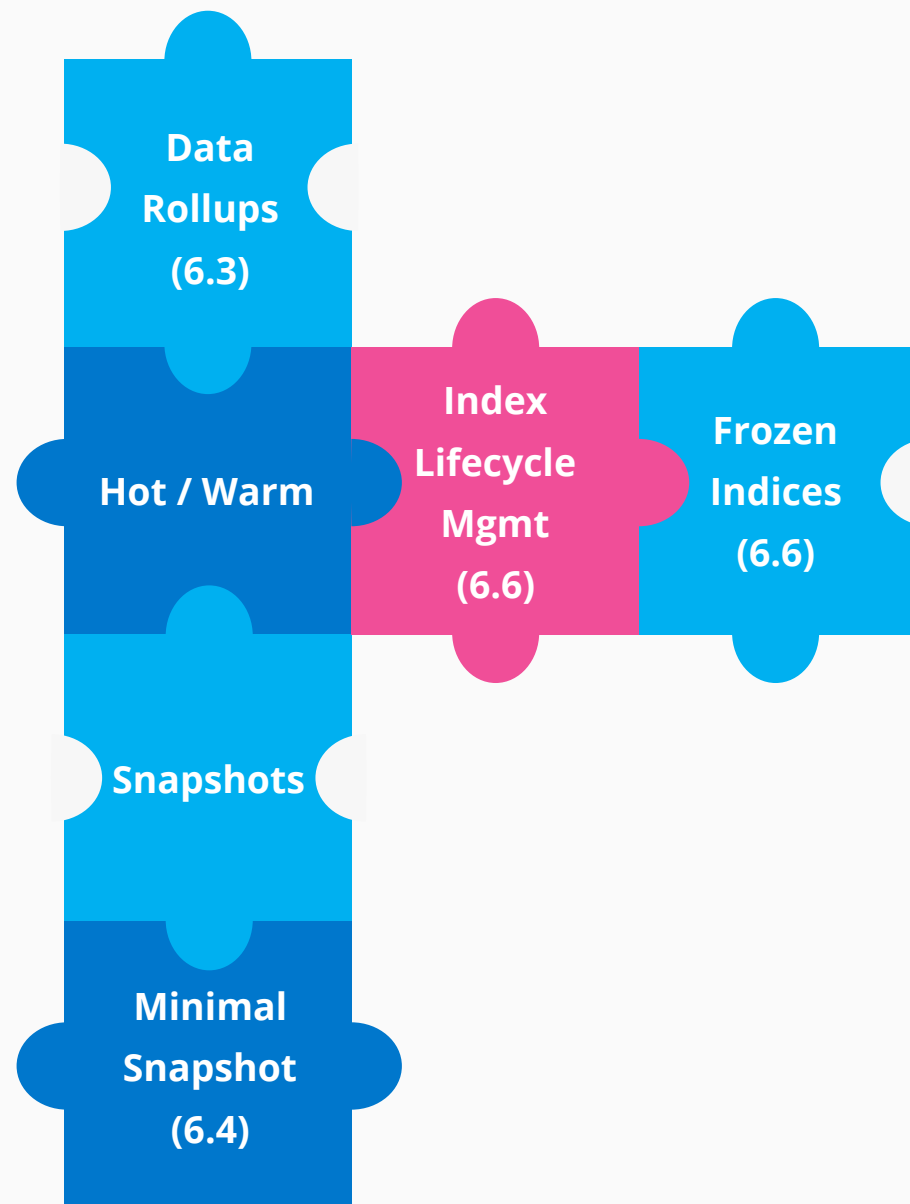 Data
Rollups
(6.3)
Hot / Warm
Index
Lifecycle
Mgmt
(6.6)
Frozen
Indices
(6.6)
Snapshots
Minimal
Snapshot
(6.4)